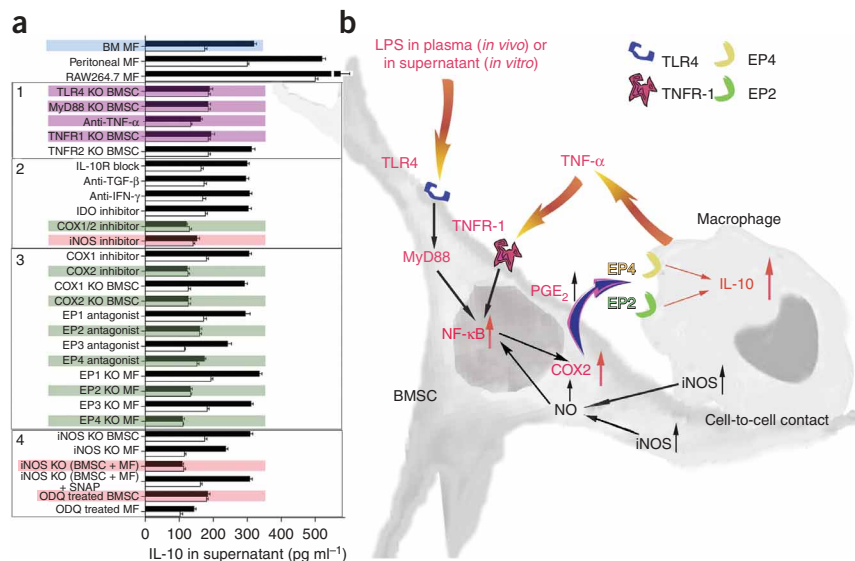 a
BM MF
Peritoneal MF
RAW264.7 MF
1
TLR4 KO BMSC
MyD88 KO BMSC
Anti-TNF-α
TNFR1 KO BMSC
TNFR2 KO BMSC
2
IL-10R block
Anti-TGF-β
Anti-IFN-γ
IDO inhibitor
COX1/2 inhibitor
iNOS inhibitor
3
COX1 inhibitor
COX2 inhibitor
COX1 KO BMSC
COX2 KO BMSC
EP1 antagonist
EP2 antagonist
EP3 antagonist
EP4 antagonist
EP1 KO MF
EP2 KO MF
EP3 KO MF
EP4 KO MF
4
iNOS KO BMSC
iNOS KO MF
iNOS KO (BMSC + MF)
iNOS KO (BMSC + MF)
+ SNAP
ODQ treated BMSC
ODQ treated MF
0 100 200 300 400 500
IL-10 in supernatant (pg ml⁻¹)
b
LPS in plasma (in vivo) or
in supernatant (in vitro)
TLR4
EP4
TNFR-1
EP2
TLR4
TNF-α
Macrophage
TNFR-1
MyD88
EP4
PGE₂
IL-10
EP2
NF-κB
COX2
BMSC
iNOS
NO
Cell-to-cell contact
iNOS